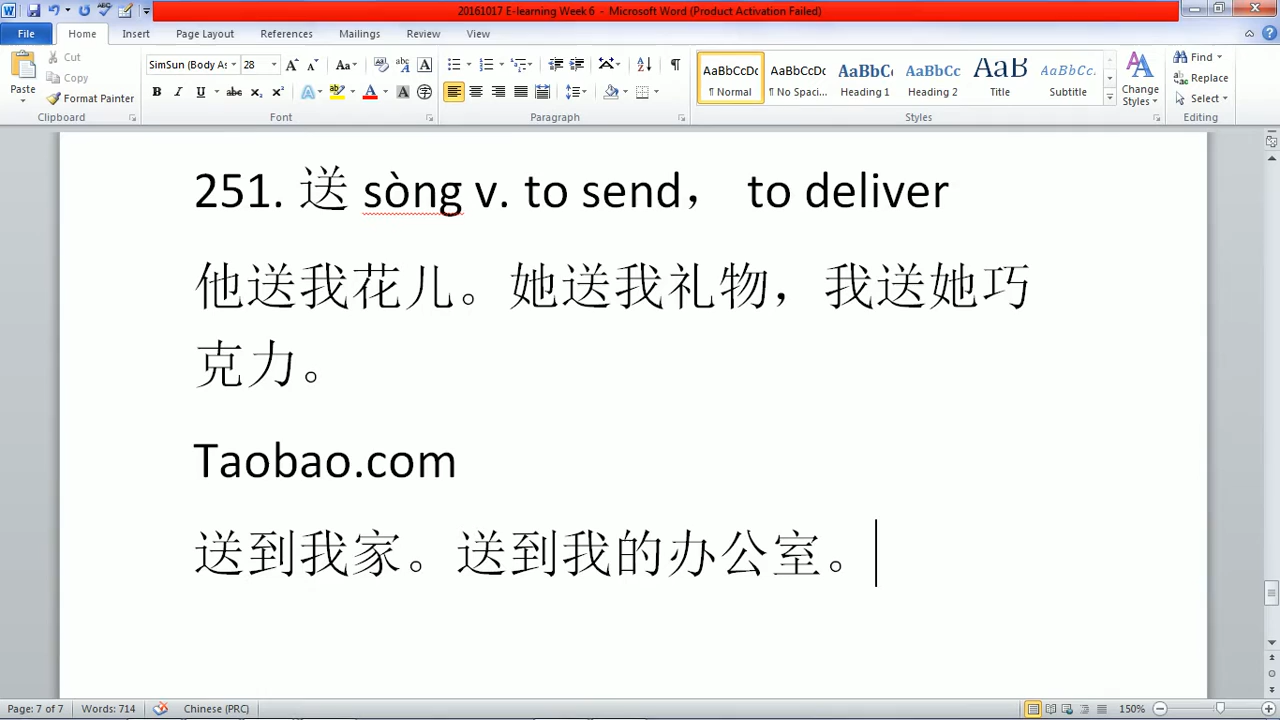 20161017 E-learning Week 6 - Microsoft Word (Product Activation Failed)
File Home Insert Page Layout References Mailings Review View
Cut
Copy
Format Painter
Paste
Clipboard
SimSun (Body As 28
Font
Paragraph
AaBbCcDc AaBbCcDc AaBbCc AaBbCc AaB AaBbCcDc
¶ Normal ¶ No Spaci... Heading 1 Heading 2 Title Subtitle
Styles
Change Styles
Find
Replace
Select
Editing
251. 送 sòng v. to send， to deliver
他送我花儿。她送我礼物，我送她巧
克力。
Taobao.com
送到我家。送到我的办公室。
Page: 7 of 7 Words: 714 Chinese (PRC) 150%